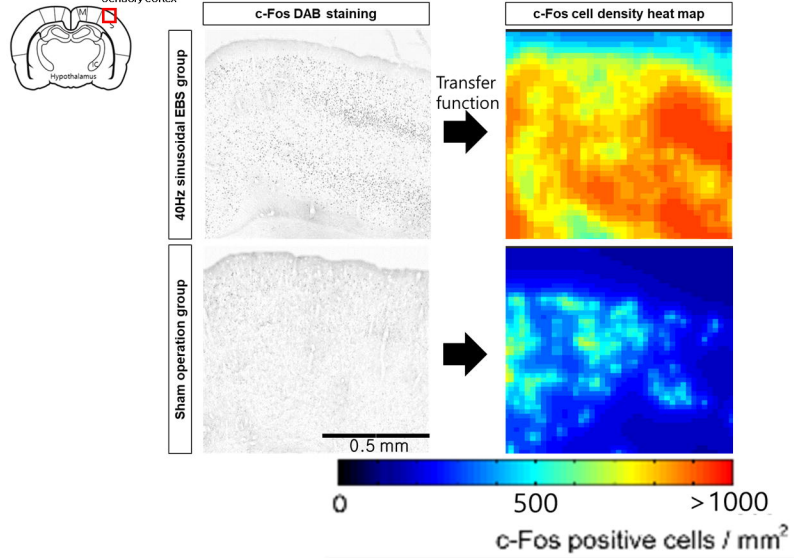 Sensory cortex
M
S
IC
Hypothalamus
c-Fos DAB staining
c-Fos cell density heat map
40Hz sinusoidal EBS group
Transfer
function
Sham operation group
0.5 mm
0
500
>1000
c-Fos positive cells / mm²